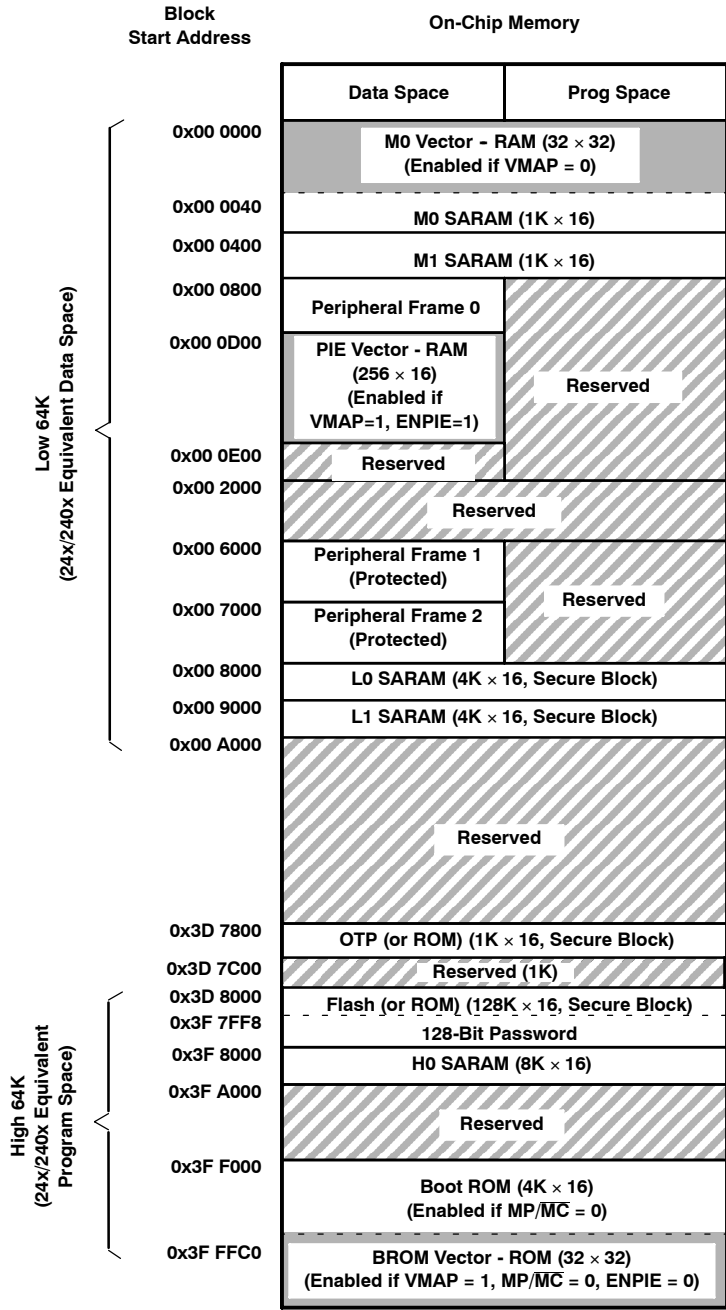 Block
Start Address
On-Chip Memory
Data Space
Prog Space
Low 64K
(24x/240x Equivalent Data Space)
0x00 0000
M0 Vector - RAM (32 × 32)
(Enabled if VMAP = 0)
0x00 0040
M0 SARAM (1K × 16)
0x00 0400
M1 SARAM (1K × 16)
0x00 0800
Peripheral Frame 0
0x00 0D00
PIE Vector - RAM
(256 × 16)
(Enabled if
VMAP=1, ENPIE=1)
Reserved
0x00 0E00
Reserved
0x00 2000
Reserved
0x00 6000
Peripheral Frame 1
(Protected)
Reserved
0x00 7000
Peripheral Frame 2
(Protected)
0x00 8000
L0 SARAM (4K × 16, Secure Block)
0x00 9000
L1 SARAM (4K × 16, Secure Block)
0x00 A000
Reserved
0x3D 7800
OTP (or ROM) (1K × 16, Secure Block)
0x3D 7C00
Reserved (1K)
High 64K
(24x/240x Equivalent
Program Space)
0x3D 8000
Flash (or ROM) (128K × 16, Secure Block)
0x3F 7FF8
128-Bit Password
0x3F 8000
H0 SARAM (8K × 16)
0x3F A000
Reserved
0x3F F000
Boot ROM (4K × 16)
(Enabled if MP/M̅C̅ = 0)
0x3F FFC0
BROM Vector - ROM (32 × 32)
(Enabled if VMAP = 1, MP/M̅C̅ = 0, ENPIE = 0)